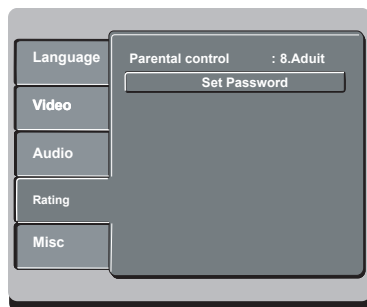 Language
Video
Audio
Rating
Misc
Parental control : 8.Aduit
Set Password